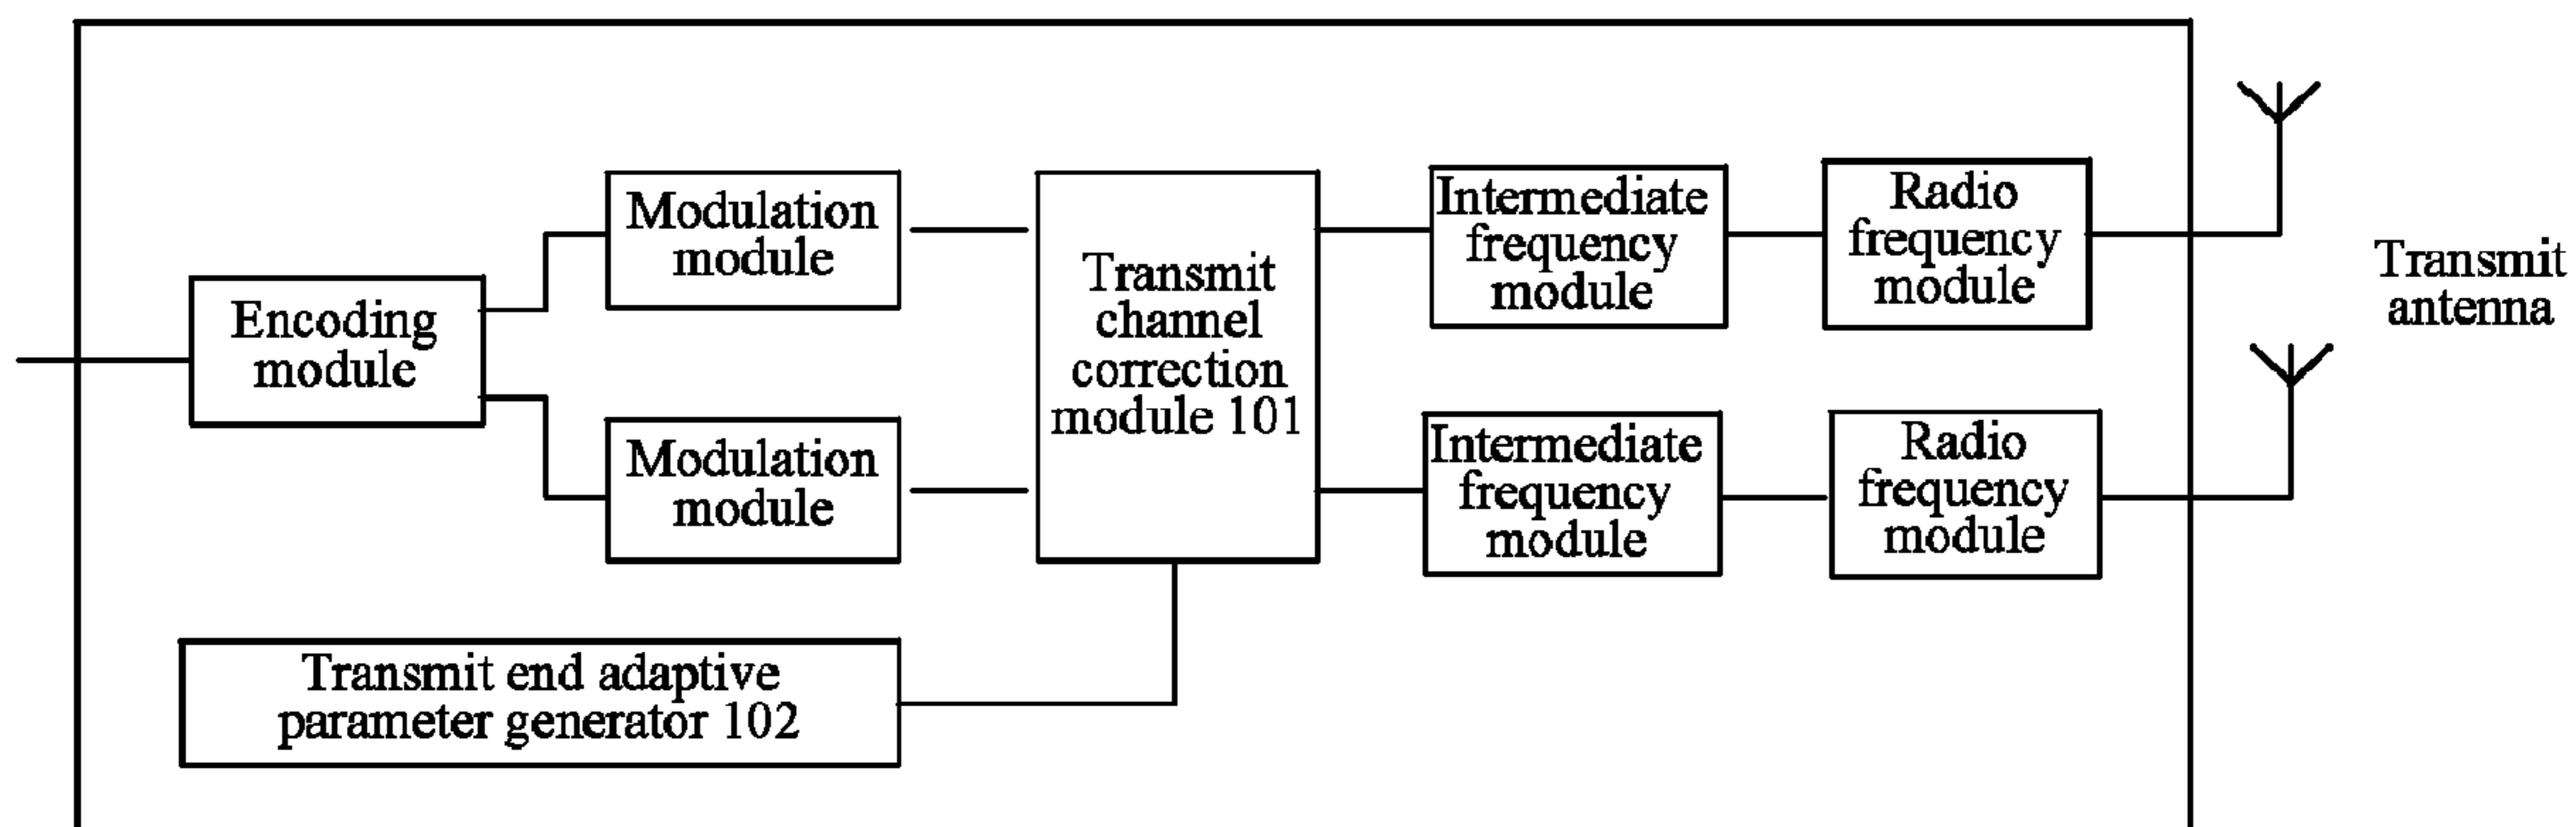 Encoding
module
Modulation
module
Modulation
module
Transmit
channel
correction
module 101
Intermediate
frequency
module
Radio
frequency
module
Intermediate
frequency
module
Radio
frequency
module
Transmit
antenna
Transmit end adaptive
parameter generator 102